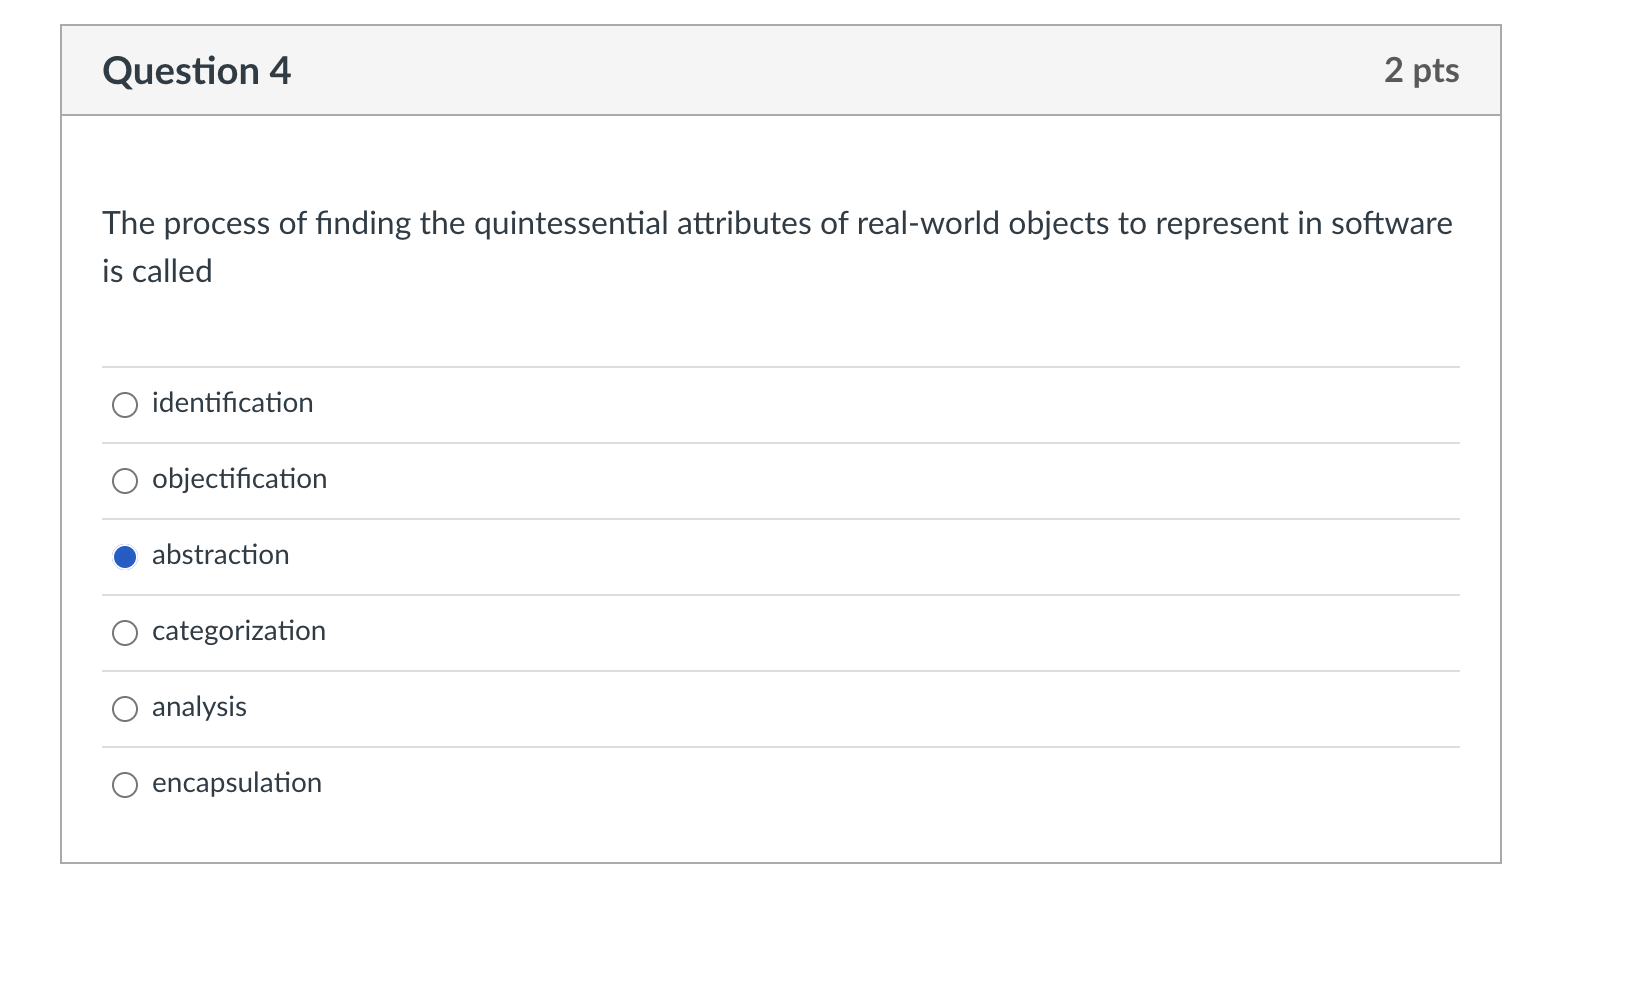 Question 4
2 pts
The process of finding the quintessential attributes of real-world objects to represent in software
is called
identification
objectification
abstraction
categorization
analysis
encapsulation